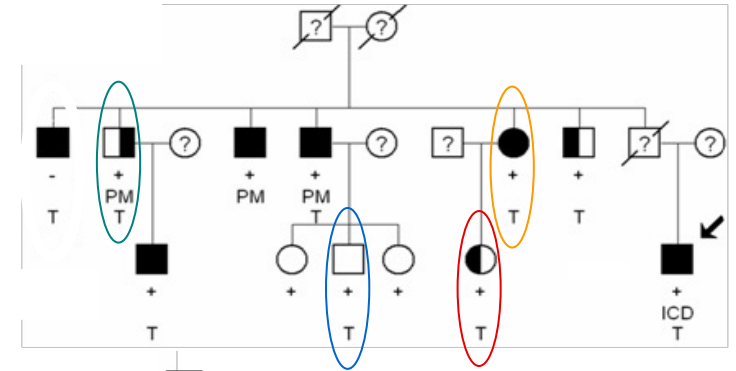 ? ?
? ? ? ? ?
- + + + + +
PM PM PM
T T T T T
+ + + + + +
ICD
T T T T